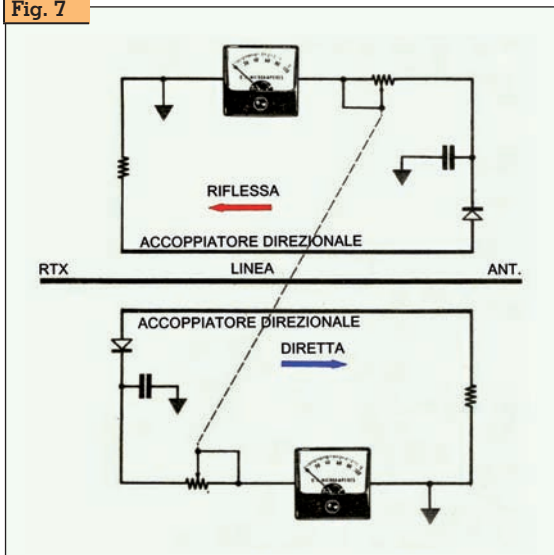 Fig. 7
RIFLESSA
ACCOPPIATORE DIREZIONALE
RTX LINEA ANT.
ACCOPPIATORE DIREZIONALE
DIRETTA